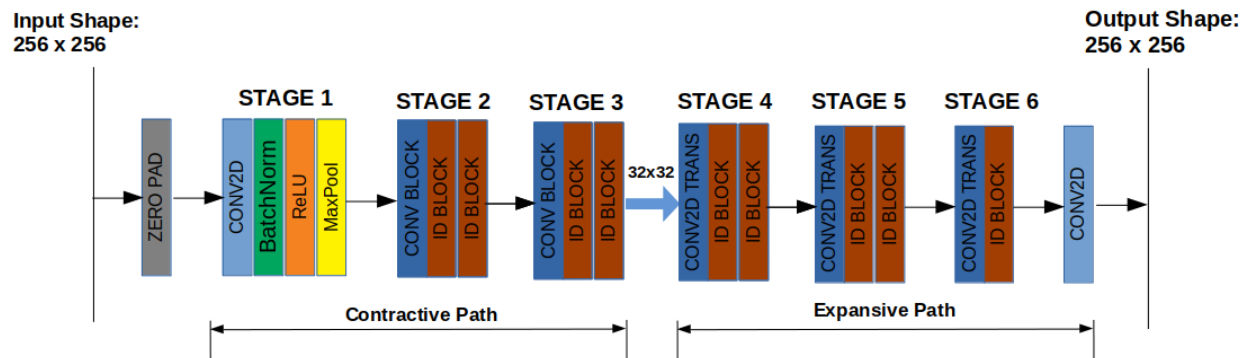 Input Shape:
256 x 256
Output Shape:
256 x 256
STAGE 1
STAGE 2
STAGE 3
STAGE 4
STAGE 5
STAGE 6
ZERO PAD
CONV2D
BatchNorm
ReLU
MaxPool
CONV BLOCK
ID BLOCK
ID BLOCK
CONV BLOCK
ID BLOCK
ID BLOCK
32x32
CONV2D TRANS
ID BLOCK
ID BLOCK
CONV2D TRANS
ID BLOCK
ID BLOCK
CONV2D TRANS
ID BLOCK
CONV2D
Contractive Path
Expansive Path